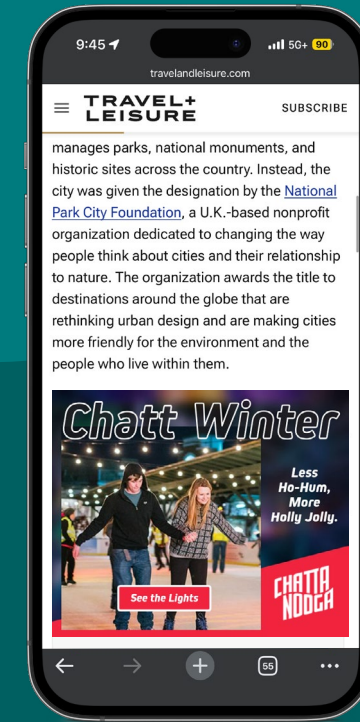 9:45
5G+ 90
travelandleisure.com
TRAVEL+
LEISURE
SUBSCRIBE
manages parks, national monuments, and
historic sites across the country. Instead, the
city was given the designation by the National
Park City Foundation, a U.K.-based nonprofit
organization dedicated to changing the way
people think about cities and their relationship
to nature. The organization awards the title to
destinations around the globe that are
rethinking urban design and are making cities
more friendly for the environment and the
people who live within them.
Chatt Winter
Less
Ho-Hum,
More
Holly Jolly.
See the Lights
CHATTA
NOOGA
55